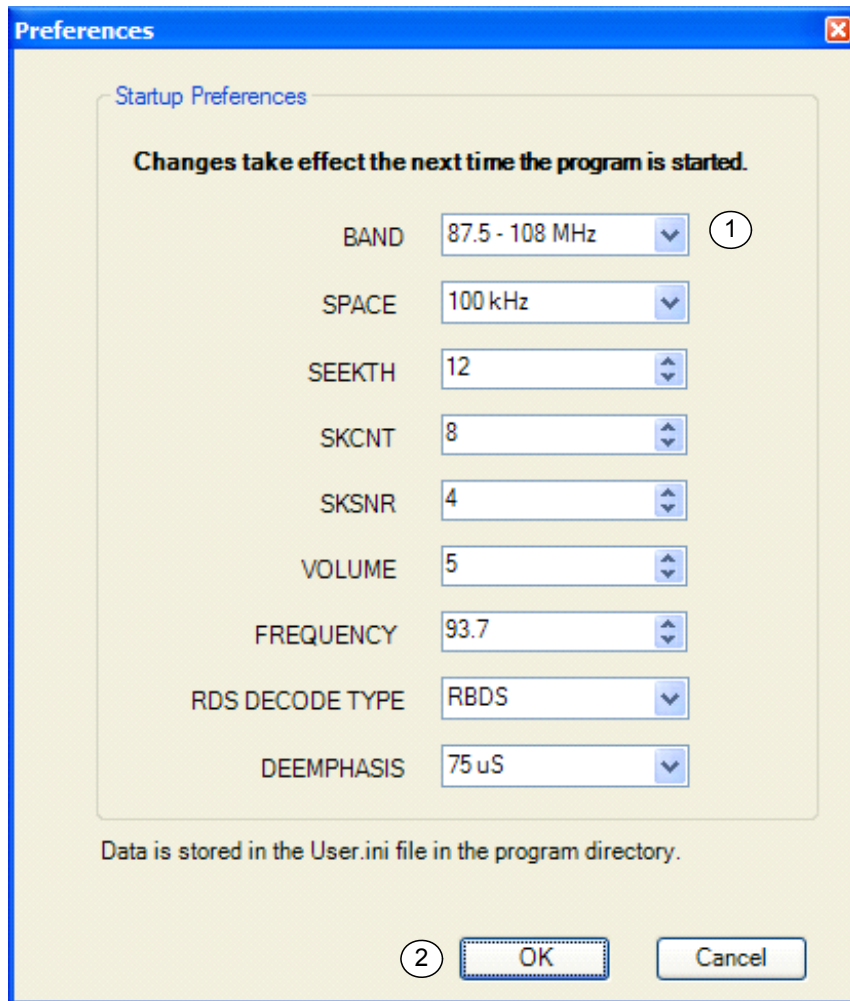 Preferences
Startup Preferences
Changes take effect the next time the program is started.
BAND 87.5 - 108 MHz 1
SPACE 100 kHz
SEEKTH 12
SKCNT 8
SKSNR 4
VOLUME 5
FREQUENCY 93.7
RDS DECODE TYPE RBDS
DEEMPHASIS 75 uS
Data is stored in the User.ini file in the program directory.
2 OK Cancel